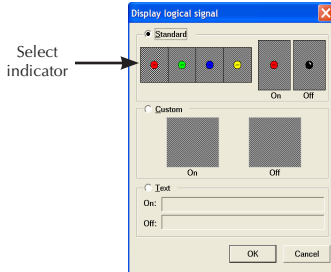 Display logical signal
Standard
Select
indicator
On Off
Custom
On Off
Text
On:
Off:
OK Cancel